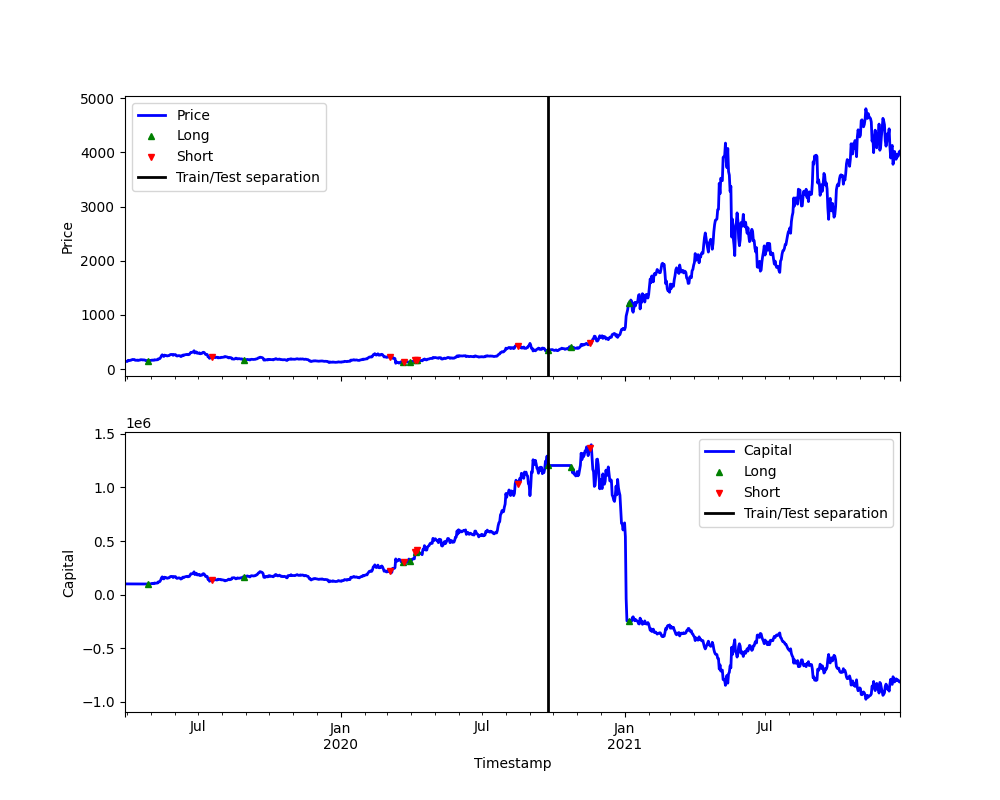 5000
4000
3000
2000
1000
0
Price
Price
Long
Short
Train/Test separation
1e6
1.5
1.0
0.5
0.0
−0.5
−1.0
Capital
Capital
Long
Short
Train/Test separation
Jul
Jan
2020
Jul
Jan
2021
Jul
Timestamp